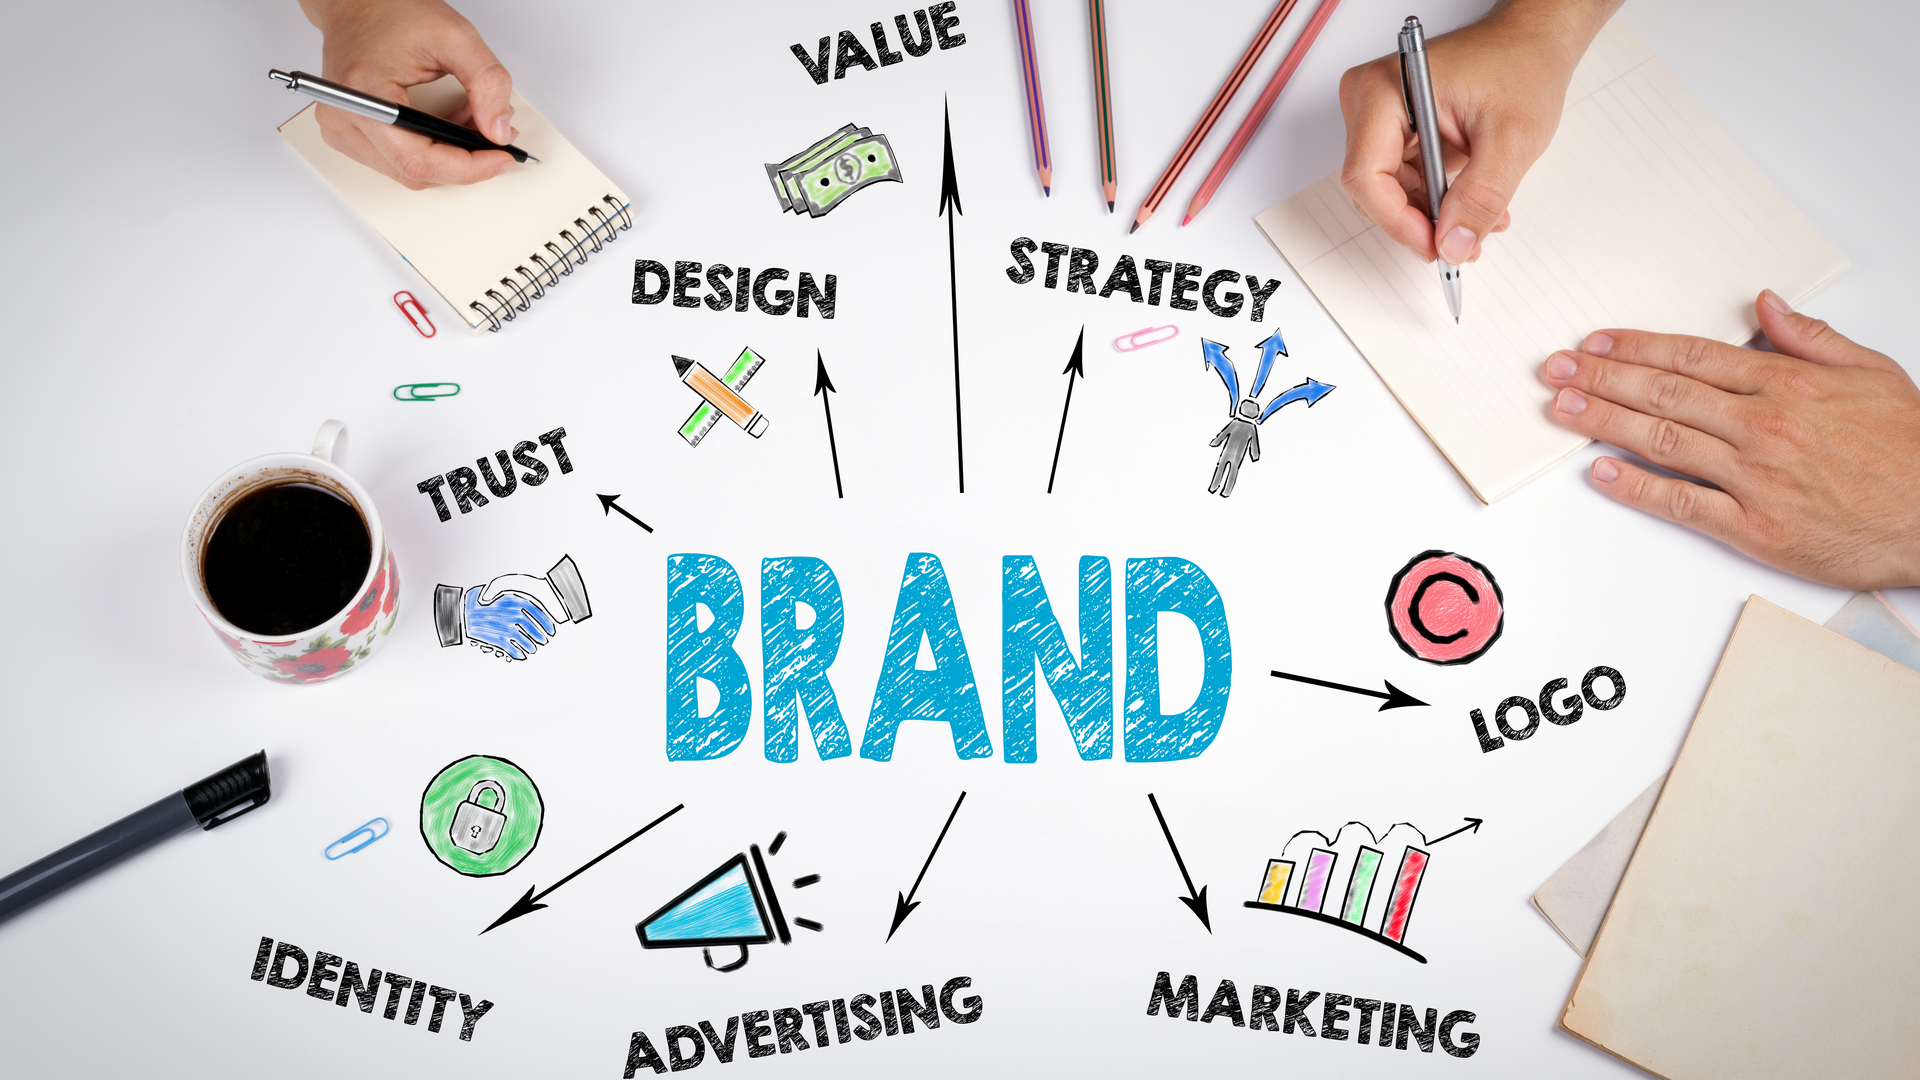 VALUE
DESIGN
STRATEGY
TRUST
BRAND
LOGO
IDENTITY
ADVERTISING
MARKETING